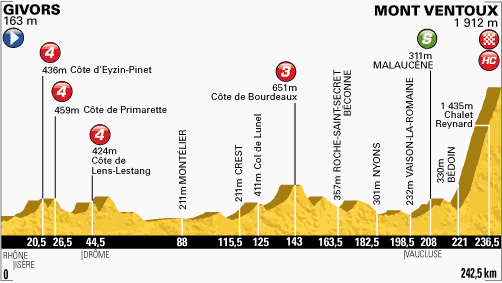 GIVORS
163 m
MONT VENTOUX
1 912 m
4
436m Côte d'Eyzin-Pinet
4
459m Côte de Primarette
4
424m
Côte de
Lens-Lestang
211m MONTÉLIER
211m CREST
411m Col de Lunel
3
651m
Côte de Bourdeaux
357m ROCHE-SAINT-SECRET
BÉCONNE
301m NYONS
232m VAISON-LA-ROMAINE
S
311m
MALAUCÈNE
330m
BÉDOIN
1 435m
Chalet
Reynard
HC
20,5
26,5
44,5
88
115,5
125
143
163,5
182,5
198,5
208
221
236,5
RHÔNE
ISÈRE
DRÔME
VAUCLUSE
0
242,5 km